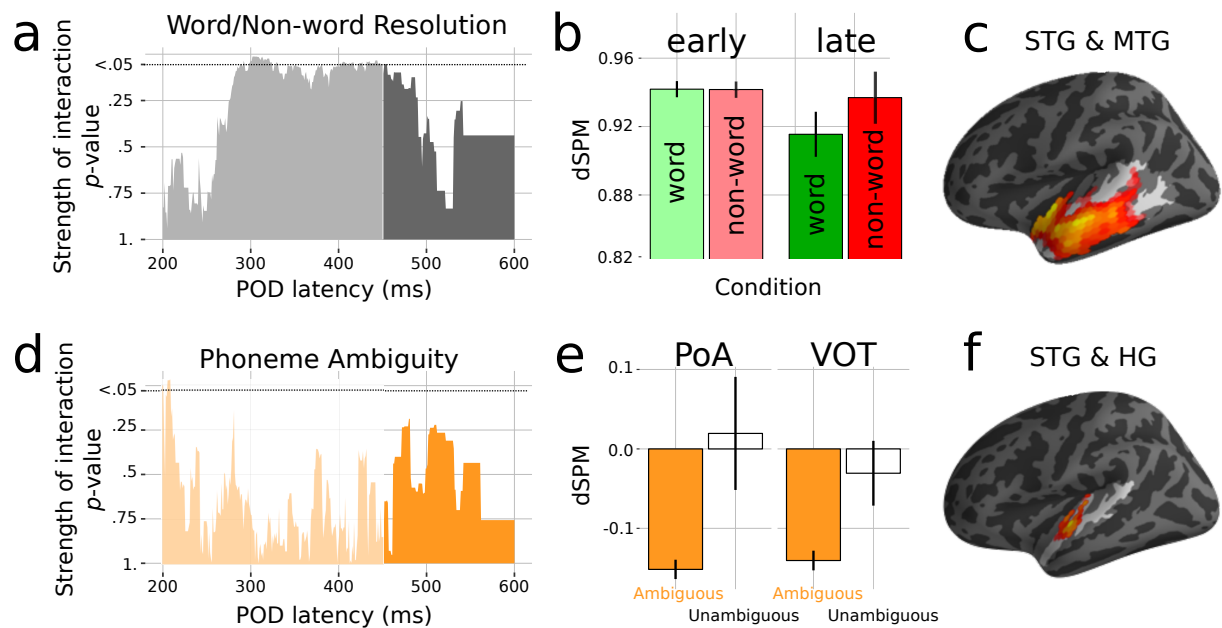 a
Word/Non-word Resolution
Strength of interaction
p-value
<.05
.25
.5
.75
1.
200 300 400 500 600
POD latency (ms)
b
early late
dSPM
0.96
0.92
0.88
0.82
word
non-word
word
non-word
Condition
c
STG & MTG
d
Phoneme Ambiguity
Strength of interaction
p-value
<.05
.25
.5
.75
1.
200 300 400 500 600
POD latency (ms)
e
PoA VOT
dSPM
0.1
0.0
-0.1
Ambiguous Ambiguous
Unambiguous Unambiguous
f
STG & HG